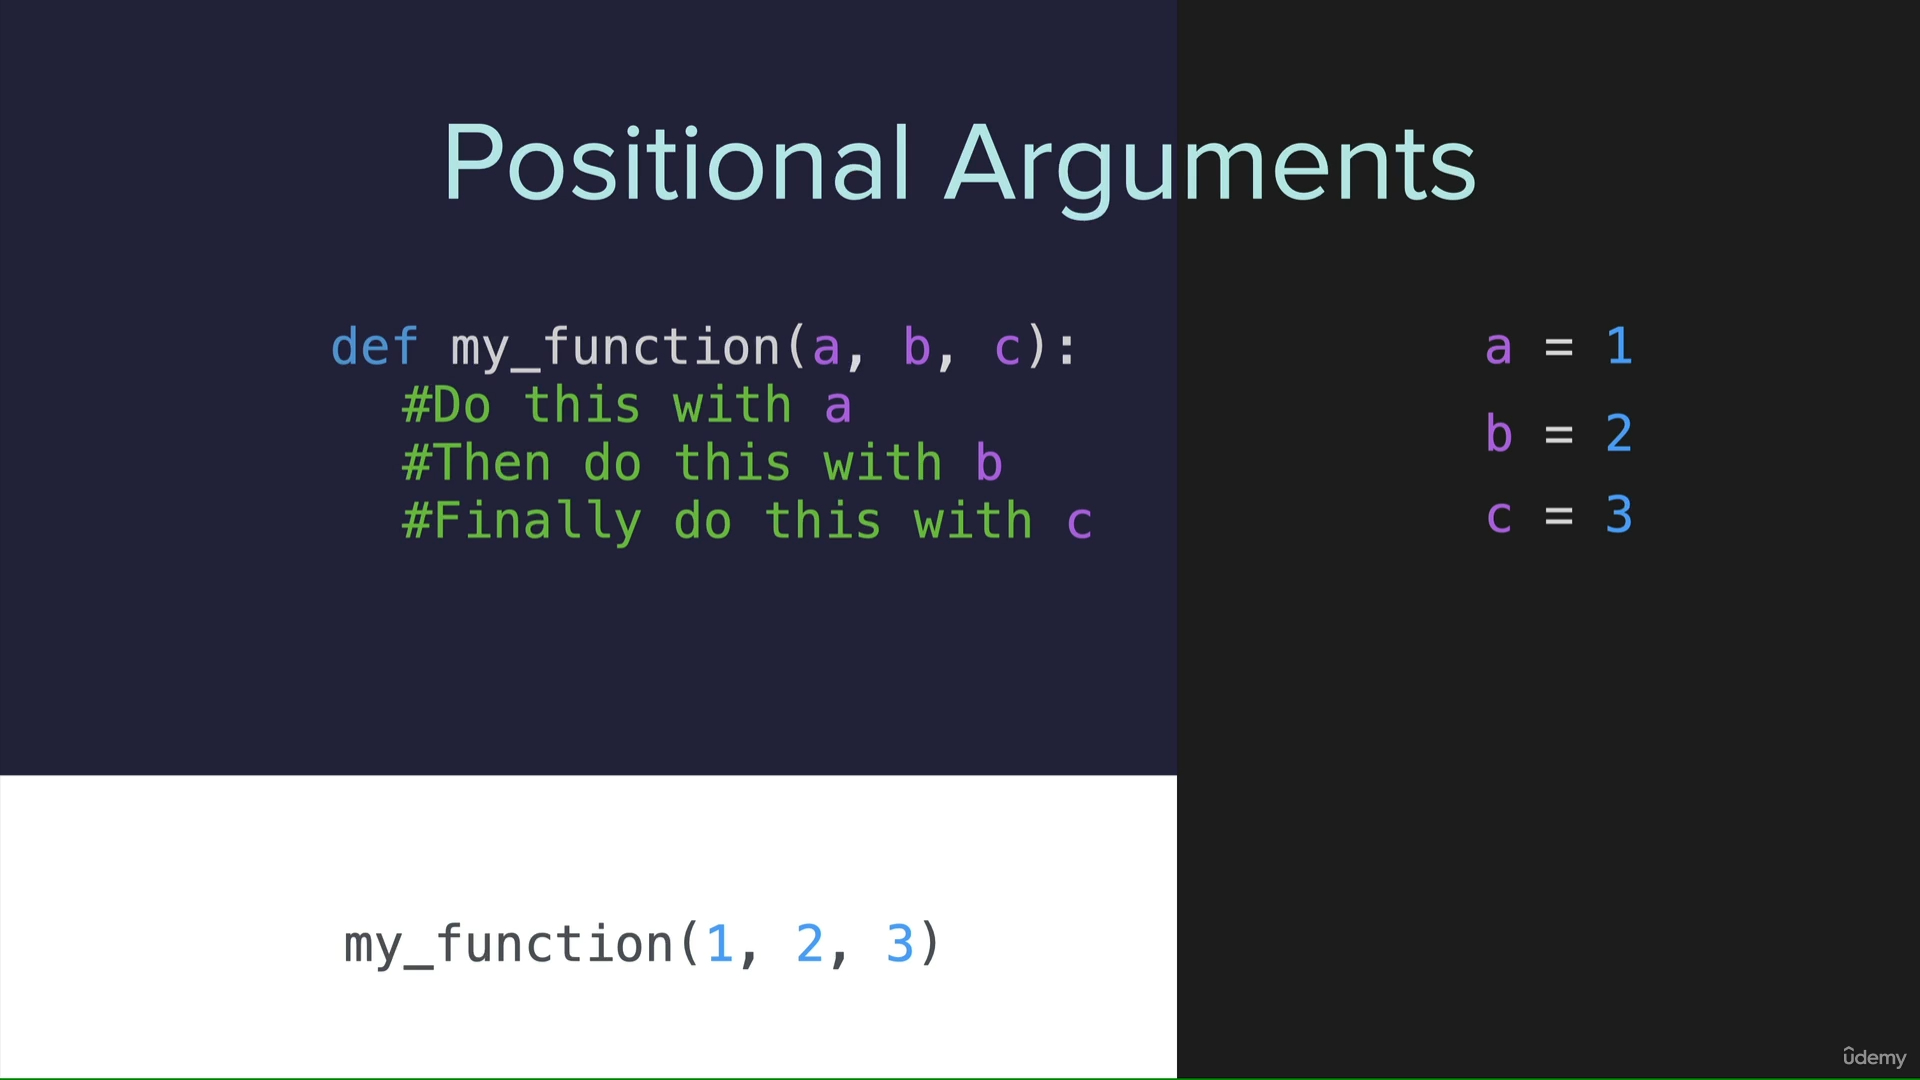 Positional Arguments
def my_function(a, b, c):
#Do this with a
#Then do this with b
#Finally do this with c
a = 1
b = 2
c = 3
my_function(1, 2, 3)
ûdemy